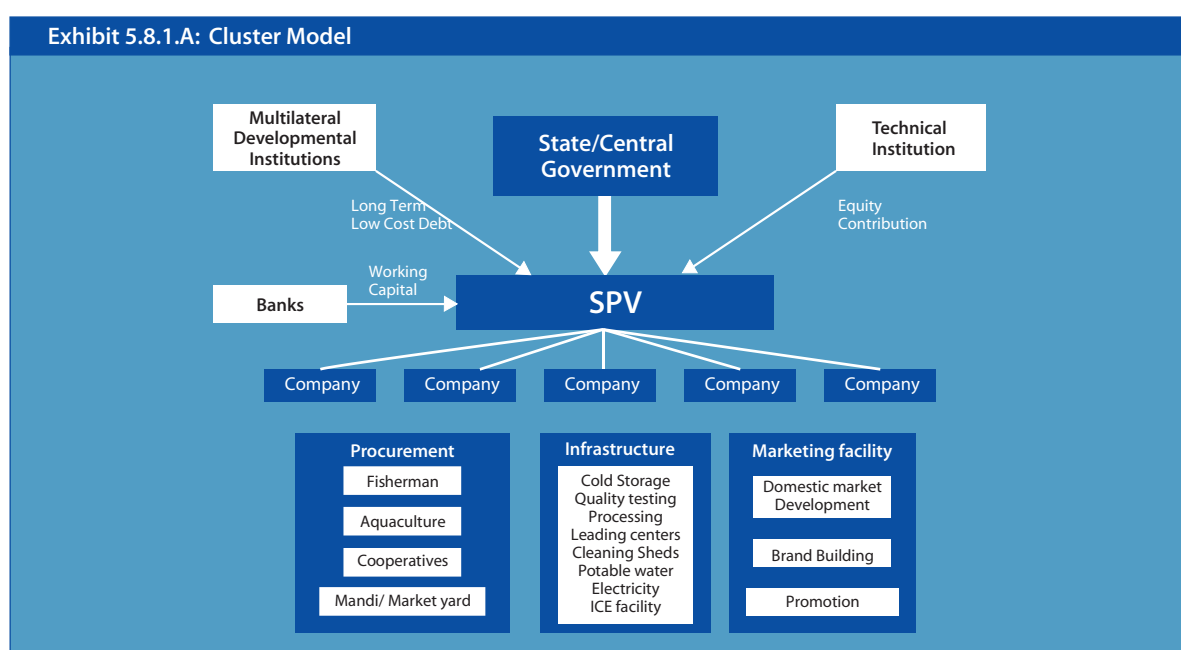 Exhibit 5.8.1.A: Cluster Model
Multilateral
Developmental
Institutions
State/Central
Government
Technical
Institution
Long Term
Low Cost Debt
Equity
Contribution
Working
Capital
Banks
SPV
Company
Company
Company
Company
Company
Procurement
Fisherman
Aquaculture
Cooperatives
Mandi/ Market yard
Infrastructure
Cold Storage
Quality testing
Processing
Leading centers
Cleaning Sheds
Potable water
Electricity
ICE facility
Marketing facility
Domestic market
Development
Brand Building
Promotion